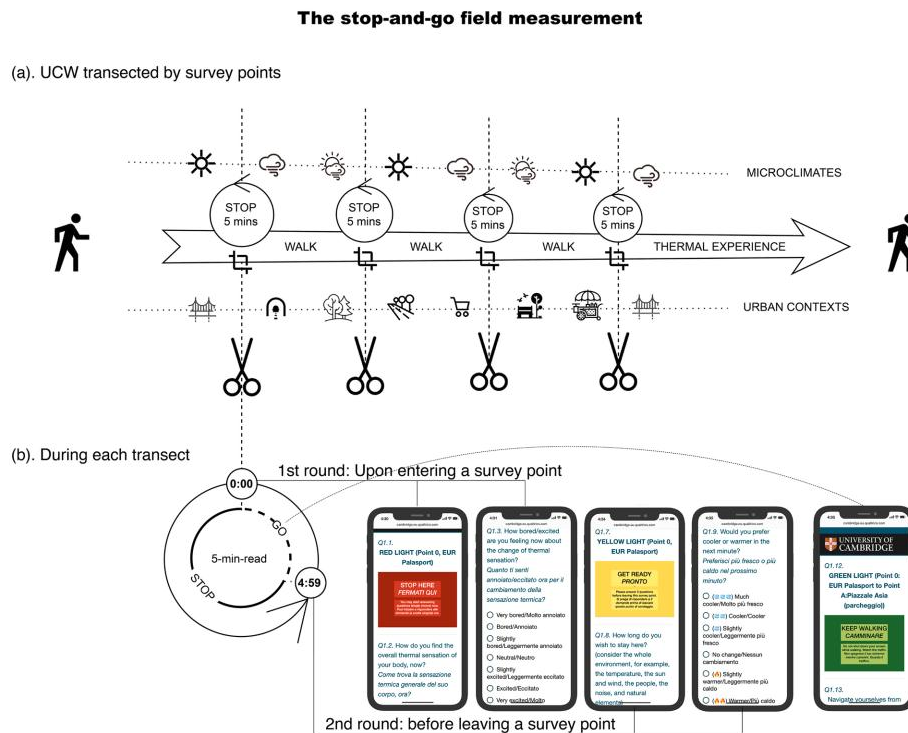 The stop-and-go field measurement
(a). UCW transected by survey points
MICROCLIMATES
STOP
5 mins
STOP
5 mins
STOP
5 mins
STOP
5 mins
WALK
WALK
WALK
THERMAL EXPERIENCE
URBAN CONTEXTS
(b). During each transect
1st round: Upon entering a survey point
0:00
GO
5-min-read
STOP
4:59
Q1.1.
RED LIGHT (Point 0, EUR
Palasport)
STOP HERE
FERMATI QUI
Q1.2. How do you find the
overall thermal sensation of
your body, now?
Come trova la sensazione
termica generale del suo
corpo, ora?
Q1.3. How bored/excited
are you feeling now about
the change of thermal
sensation?
Quanto ti senti
annoiato/eccitato ora per il
cambiamento della
sensazione termica?
Very bored/Molto annoiato
Bored/Annoiato
Slightly
bored/Leggermente annoiato
Neutral/Neutro
Slightly
excited/Leggermente eccitato
Excited/Eccitato
Very excited/Molto
Q1.7.
YELLOW LIGHT (Point 0,
EUR Palasport)
GET READY
PRONTO
Q1.8. How long do you
wish to stay here?
(consider the whole
environment, for example,
the temperature, the sun
and wind, the people, the
noise, and natural
elements)
Q1.9. Would you prefer
cooler or warmer in the
next minute?
Preferisci più fresco o più
caldo nel prossimo
minuto?
Much
cooler/Molto più fresco
Cooler/Cooler
Slightly
cooler/Leggermente più
fresco
No change/Nessun
cambiamento
Slightly
warmer/Leggermente più
caldo
Warmer/Più caldo
UNIVERSITY OF
CAMBRIDGE
Q1.12.
GREEN LIGHT (Point 0:
EUR Palasport to Point
A:Piazzale Asia
(parcheggio))
KEEP WALKING
CAMMINARE
Q1.13.
Navigate yourselves from
2nd round: before leaving a survey point